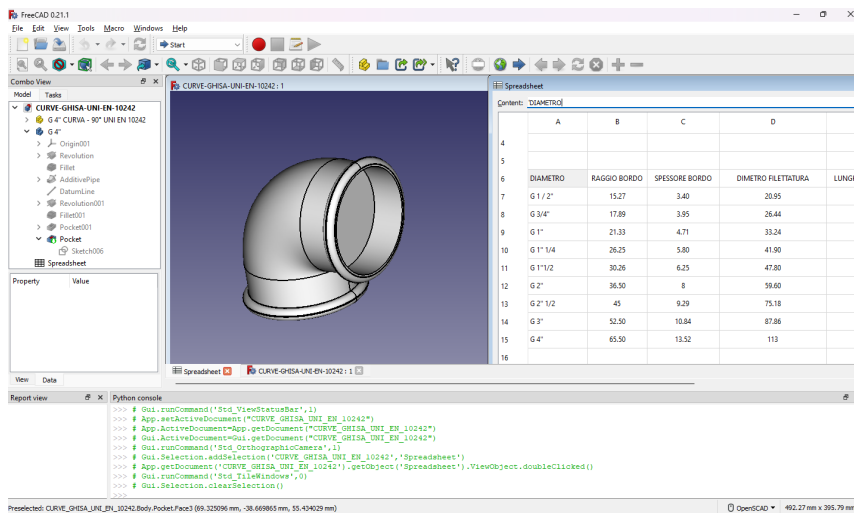 FreeCAD 0.21.1
File Edit View Tools Macro Windows Help
Start
Combo View
Model Tasks
CURVE-GHISA-UNI-EN-10242
G 4" CURVA - 90° UNI EN 10242
G 4"
Origin001
Revolution
Fillet
AdditivePipe
DatumLine
Revolution001
Fillet001
Pocket001
Pocket
Sketch006
Spreadsheet
Property Value
View Data
CURVE-GHISA-UNI-EN-10242 : 1
Spreadsheet
Content: 'DIAMETRO
A B C D
4
5
6 DIAMETRO RAGGIO BORDO SPESSORE BORDO DIMETRO FILETTATURA LUNGH
7 G 1 / 2" 15.27 3.40 20.95
8 G 3/4" 17.89 3.95 26.44
9 G 1" 21.33 4.71 33.24
10 G 1" 1/4 26.25 5.80 41.90
11 G 1"1/2 30.26 6.25 47.80
12 G 2" 36.50 8 59.60
13 G 2" 1/2 45 9.29 75.18
14 G 3" 52.50 10.84 87.86
15 G 4" 65.50 13.52 113
16
Spreadsheet CURVE-GHISA-UNI-EN-10242 : 1
Report view Python console
>>> # Gui.runCommand('Std_ViewStatusBar',1)
>>> # App.setActiveDocument("CURVE_GHISA_UNI_EN_10242")
>>> # App.ActiveDocument=App.getDocument("CURVE_GHISA_UNI_EN_10242")
>>> # Gui.ActiveDocument=Gui.getDocument("CURVE_GHISA_UNI_EN_10242")
>>> # Gui.runCommand('Std_OrthographicCamera',1)
>>> # Gui.Selection.addSelection('CURVE_GHISA_UNI_EN_10242','Spreadsheet')
>>> # App.getDocument('CURVE_GHISA_UNI_EN_10242').getObject('Spreadsheet').ViewObject.doubleClicked()
>>> # Gui.runCommand('Std_TileWindows',0)
>>> # Gui.Selection.clearSelection()
>>>
Preselected: CURVE_GHISA_UNI_EN_10242.Body.Pocket.Face3 (69.325096 mm, -38.669865 mm, 55.434029 mm) OpenSCAD 492.27 mm x 395.79 mm